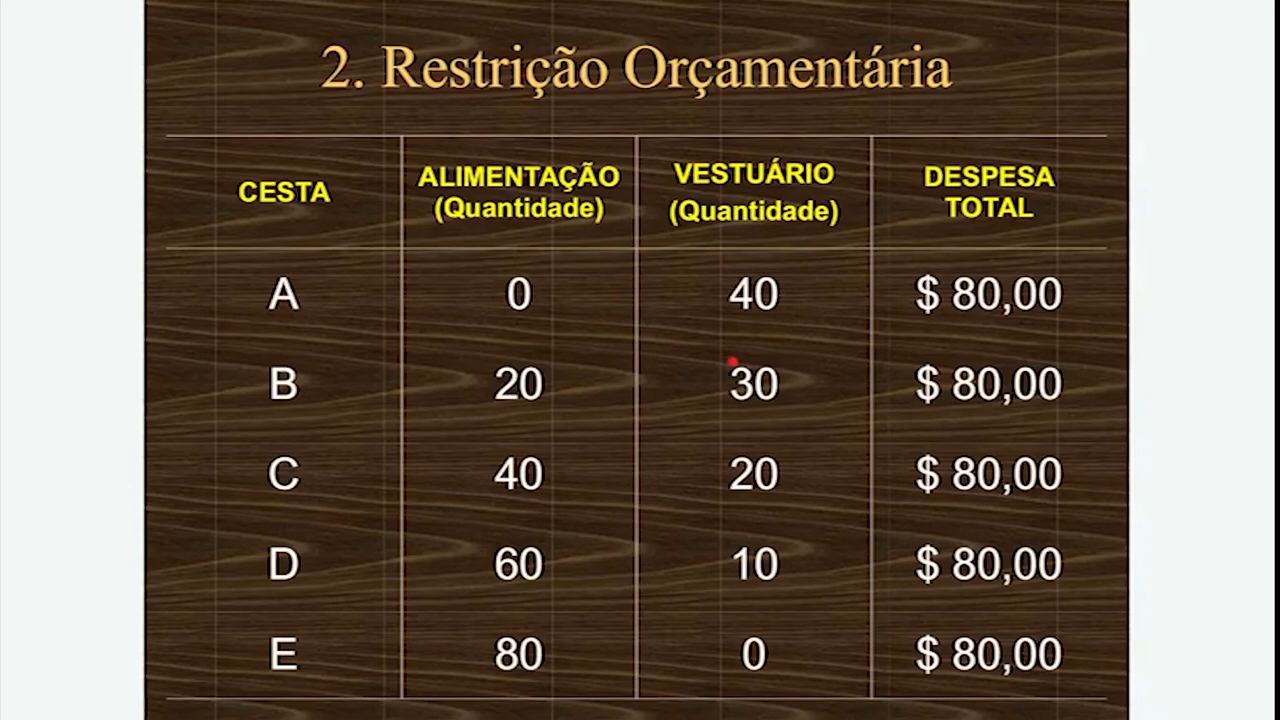 2. Restrição Orçamentária
CESTA
ALIMENTAÇÃO
(Quantidade)
VESTUÁRIO
(Quantidade)
DESPESA
TOTAL
A 0 40 $ 80,00
B 20 30 $ 80,00
C 40 20 $ 80,00
D 60 10 $ 80,00
E 80 0 $ 80,00